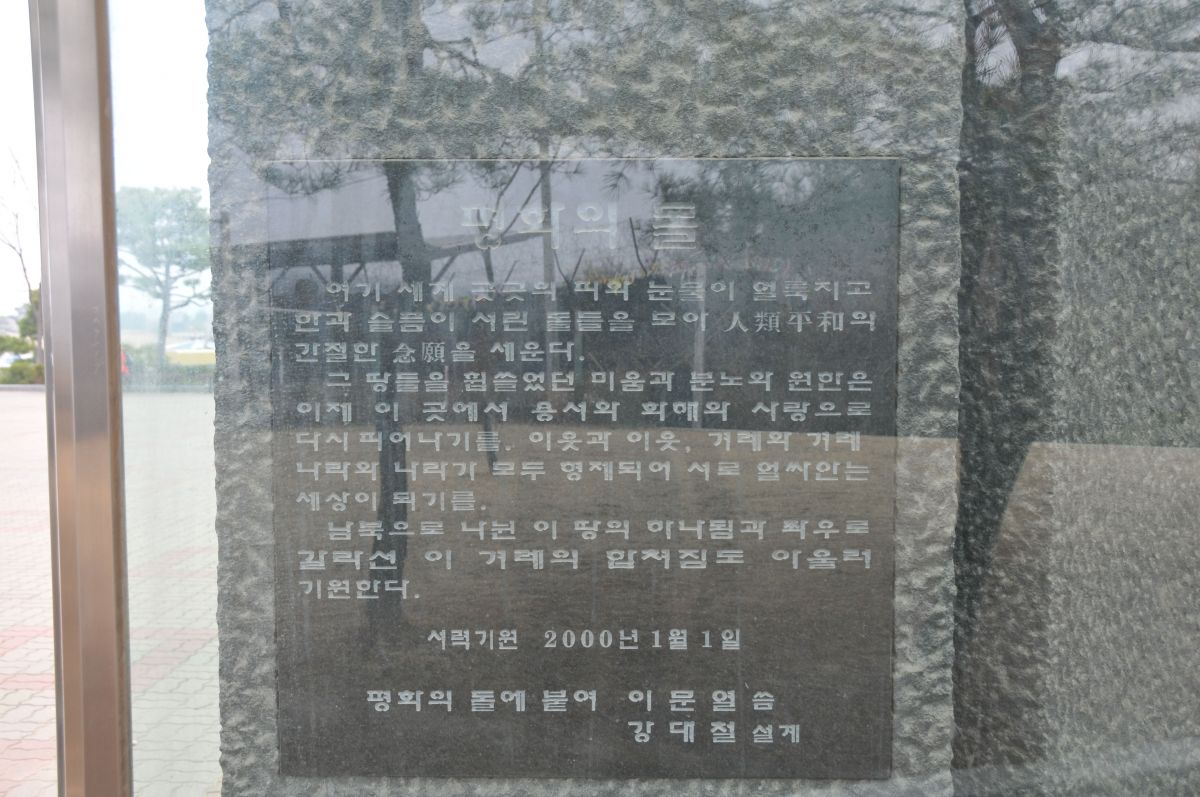 평화의 돌
여기 세계 곳곳의 피와 눈물이 얼룩지고
한과 슬픔이 서린 돌들을 모아 人類平和의
간절한 念願을 세운다.
그 땅들을 휩쓸었던 미움과 분노와 원한은
이제 이 곳에서 용서와 화해와 사랑으로
다시 피어나기를. 이웃과 이웃, 겨레와 겨레
나라와 나라가 모두 형제되어 서로 얼싸안는
세상이 되기를.
남북으로 나뉜 이 땅의 하나됨과 좌우로
갈라선 이 겨레의 합쳐짐도 아울러
기원한다.
서력기원 2000년 1월 1일
평화의 돌에 붙여 이문열 씀
강대철 설계